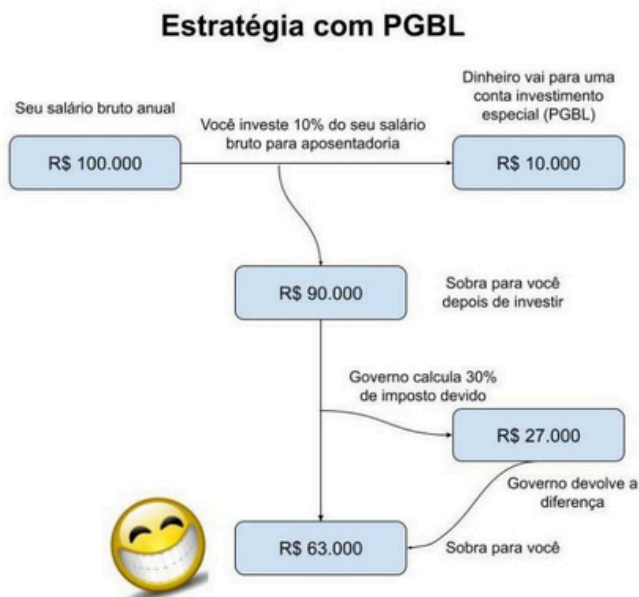 Estratégia com PGBL
Seu salário bruto anual
R$ 100.000
Você investe 10% do seu salário
bruto para aposentadoria
Dinheiro vai para uma
conta investimento
especial (PGBL)
R$ 10.000
R$ 90.000
Sobra para você
depois de investir
Governo calcula 30%
de imposto devido
R$ 27.000
Governo devolve a
diferença
R$ 63.000
Sobra para você